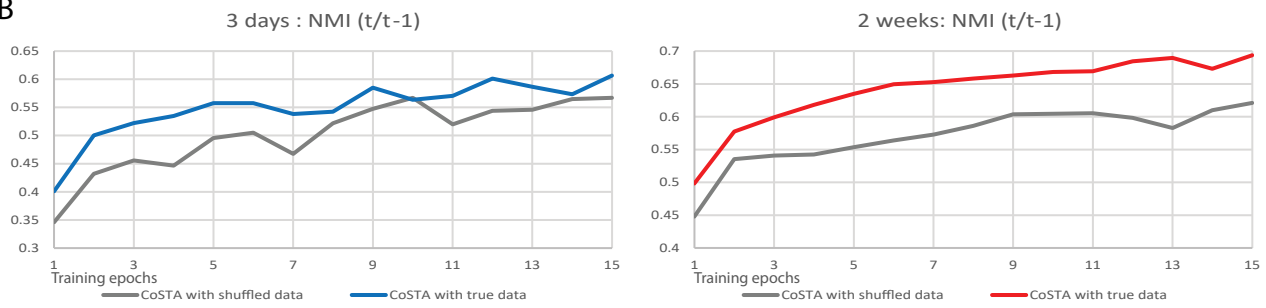 B
3 days : NMI (t/t-1)
0.65
0.6
0.55
0.5
0.45
0.4
0.35
0.3
1 3 5 7 9 11 13 15
Training epochs
CoSTA with shuffled data CoSTA with true data
2 weeks: NMI (t/t-1)
0.7
0.65
0.6
0.55
0.5
0.45
0.4
1 3 5 7 9 11 13 15
Training epochs
CoSTA with shuffled data CoSTA with true data